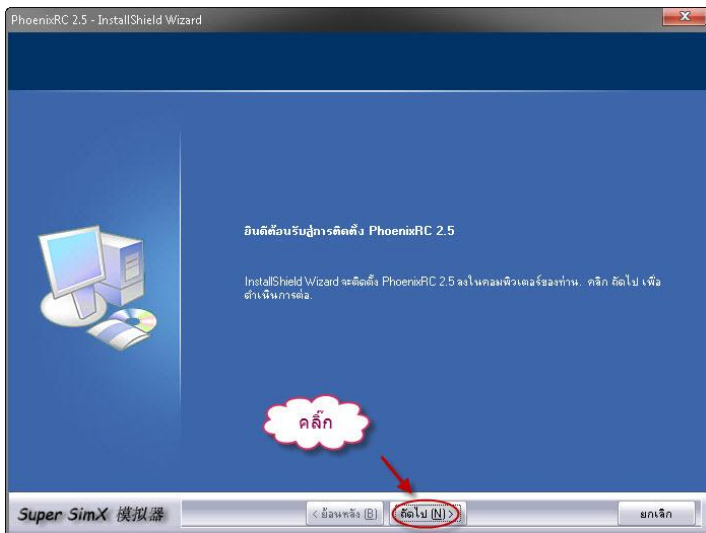 PhoenixRC 2.5 - InstallShield Wizard
ยินดีต้อนรับสู่การติดตั้ง PhoenixRC 2.5
InstallShield Wizard จะติดตั้ง PhoenixRC 2.5 ลงในคอมพิวเตอร์ของท่าน. คลิก ถัดไป เพื่อ
ดำเนินการต่อ.
คลิ๊ก
Super SimX 模拟器
< ย้อนหลัง (B)
ถัดไป (N) >
ยกเลิก